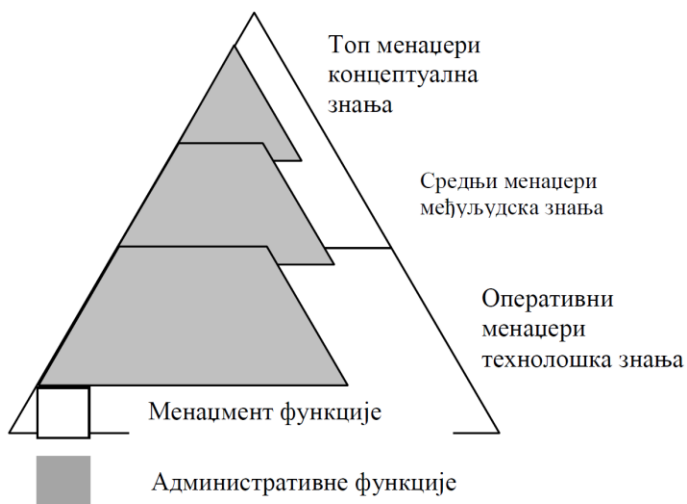 Топ менаџери
концептуална
знања
Средњи менаџери
међуљудска знања
Оперативни
менаџери
технолошка знања
Менаџмент функције
Административне функције